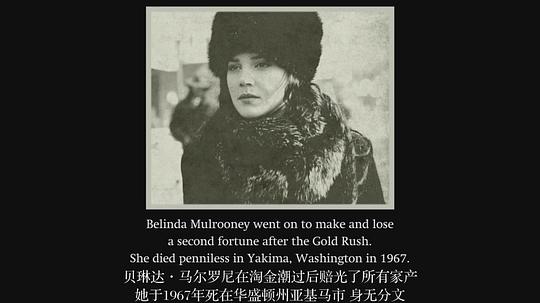 Belinda Mulrooney went on to make and lose
a second fortune after the Gold Rush.
She died penniless in Yakima, Washington in 1967.
贝琳达·马尔罗尼在淘金潮过后赔光了所有家产
她于1967年死在华盛顿州亚基马市 身无分文